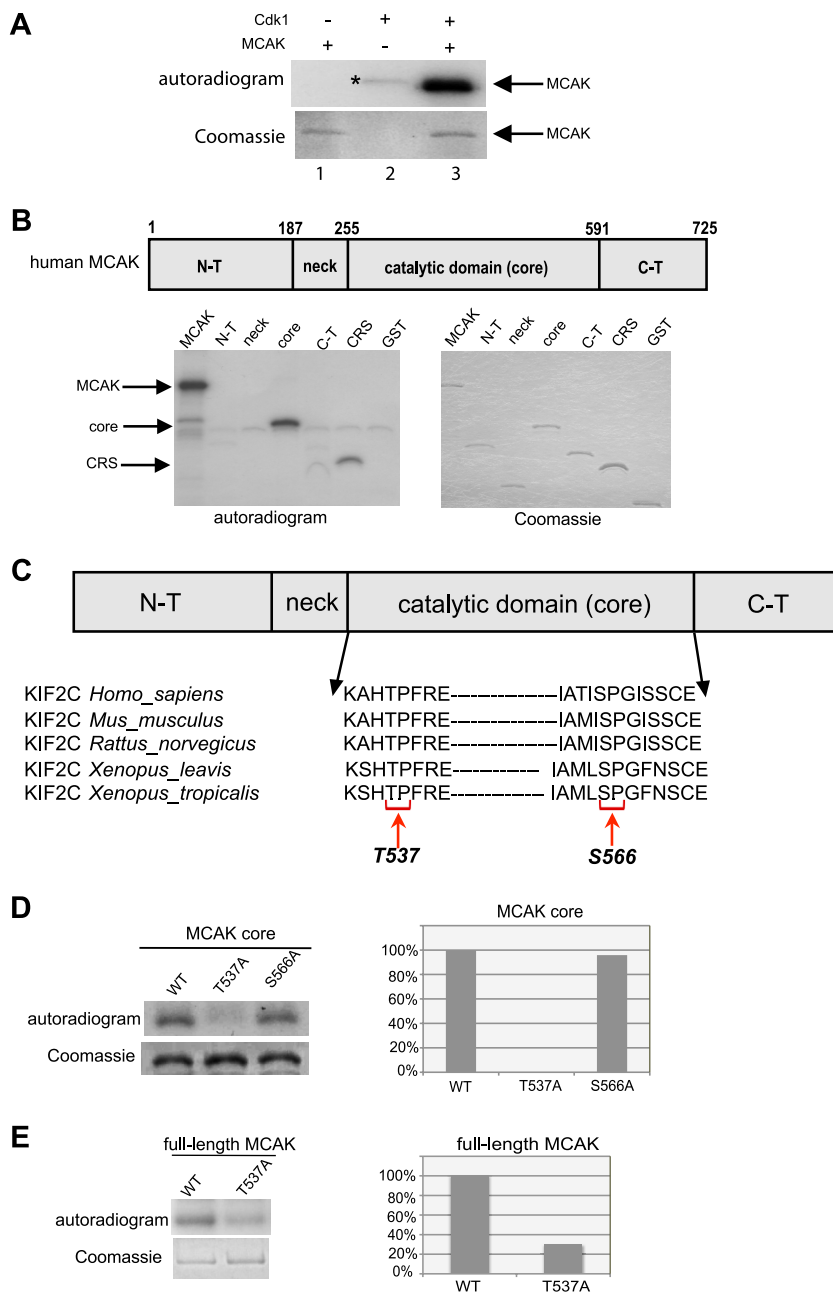 A
Cdk1 - + +
MCAK + - +
autoradiogram * MCAK
Coomassie MCAK
1 2 3
B
1 187 255 591 725
human MCAK N-T neck catalytic domain (core) C-T
MCAK N-T neck core C-T CRS GST
MCAK N-T neck core C-T CRS GST
MCAK
core
CRS
autoradiogram Coomassie
C
N-T neck catalytic domain (core) C-T
KIF2C Homo_sapiens KAHTPFRE---------------IATISPGISSCE
KIF2C Mus_musculus KAHTPFRE---------------IAMISPGISSCE
KIF2C Rattus_norvegicus KAHTPFRE---------------IAMISPGISSCE
KIF2C Xenopus_leavis KSHTPFRE--------------- IAMLSPGFNSCE
KIF2C Xenopus_tropicalis KSHTPFRE--------------- IAMLSPGFNSCE
T537 S566
D
MCAK core
WT T537A S566A
autoradiogram
Coomassie
MCAK core
100%
80%
60%
40%
20%
0%
WT T537A S566A
E
full-length MCAK
WT T537A
autoradiogram
Coomassie
full-length MCAK
100%
80%
60%
40%
20%
0%
WT T537A